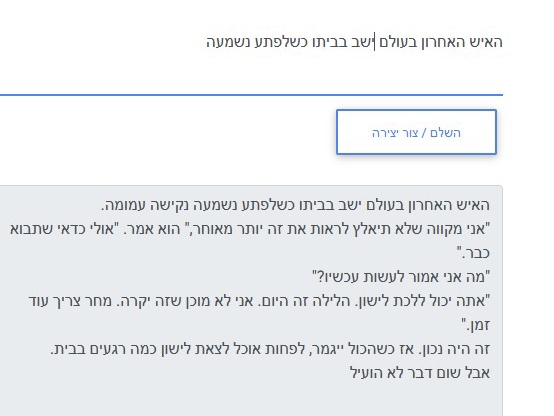 האיש האחרון בעולם ישב בביתו כשלפתע נשמעה
השלם / צור יצירה
האיש האחרון בעולם ישב בביתו כשלפתע נשמעה נקישה עמומה.
"אני מקווה שלא תיאלץ לראות את זה יותר מאוחר," הוא אמר. "אולי כדאי שתבוא
כבר."
"מה אני אמור לעשות עכשיו?"
"אתה יכול ללכת לישון. הלילה זה היום. אני לא מוכן שזה יקרה. מחר צריך עוד
זמן."
זה היה נכון. אז כשהכול ייגמר, לפחות אוכל לצאת לישון כמה רגעים בבית.
אבל שום דבר לא הועיל